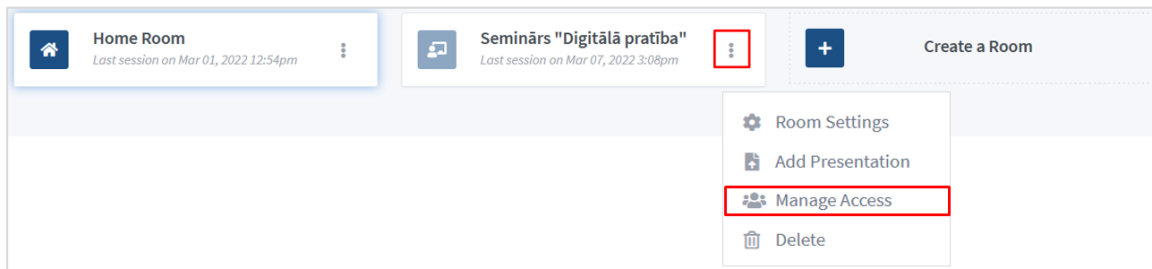 Home Room
Last session on Mar 01, 2022 12:54pm
Seminārs "Digitālā pratība"
Last session on Mar 07, 2022 3:08pm
Create a Room
Room Settings
Add Presentation
Manage Access
Delete